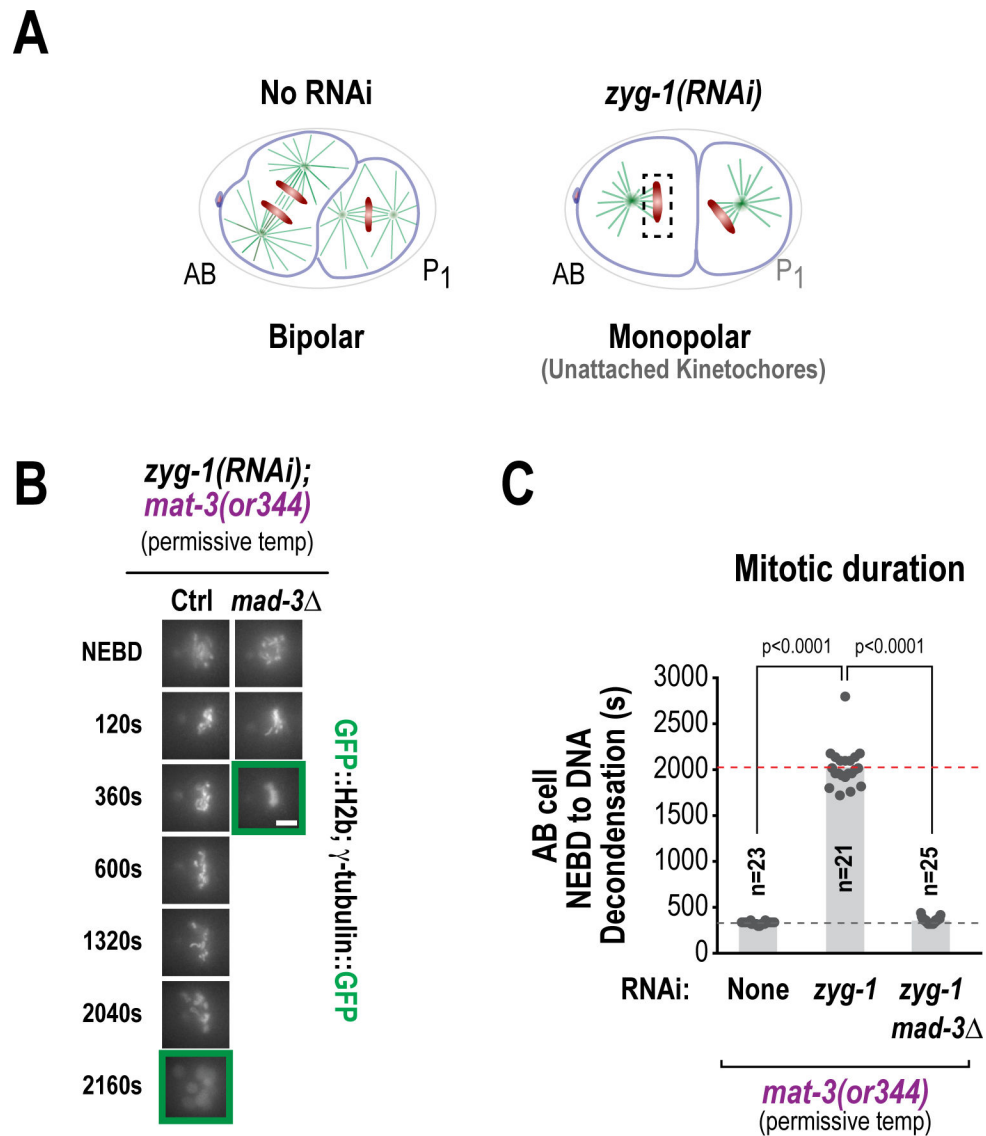 A
No RNAi
zyg-1(RNAi)
AB
P1
AB
P1
Bipolar
Monopolar
(Unattached Kinetochores)
B
zyg-1(RNAi);
mat-3(or344)
(permissive temp)
Ctrl mad-3Δ
NEBD
120s
360s
600s
1320s
2040s
2160s
GFP::H2b; γ-tubulin::GFP
C
Mitotic duration
p<0.0001 p<0.0001
AB cell
NEBD to DNA
Decondensation (s)
3000
2500
2000
1500
1000
500
0
n=23
n=21
n=25
RNAi: None zyg-1 zyg-1
mad-3Δ
mat-3(or344)
(permissive temp)